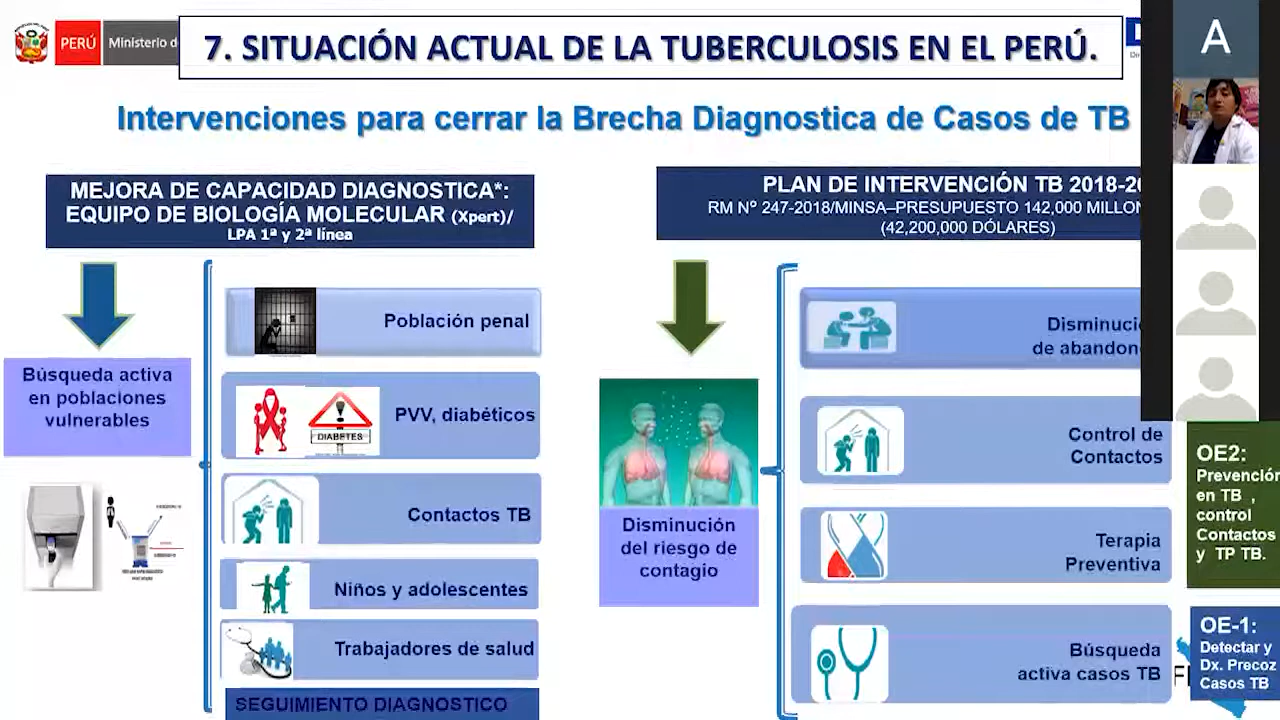 PERÚ
Ministerio d
7. SITUACIÓN ACTUAL DE LA TUBERCULOSIS EN EL PERÚ.
A
Intervenciones para cerrar la Brecha Diagnostica de Casos de TB
MEJORA DE CAPACIDAD DIAGNOSTICA*:
EQUIPO DE BIOLOGÍA MOLECULAR (Xpert)/
LPA 1ª y 2ª línea
Búsqueda activa
en poblaciones
vulnerables
Población penal
PVV, diabéticos
DIABETES
Contactos TB
Niños y adolescentes
Trabajadores de salud
SEGUIMIENTO DIAGNOSTICO
PLAN DE INTERVENCIÓN TB 2018-20
RM Nº 247-2018/MINSA–PRESUPUESTO 142,000 MILLON
(42,200,000 DÓLARES)
Disminución
del riesgo de
contagio
Disminuci
de abandon
Control de
Contactos
Terapia
Preventiva
Búsqueda
activa casos TB
OE2:
Prevención
en TB ,
control
Contactos
y TP TB.
OE-1:
Detectar y
Dx. Precoz
Casos TB